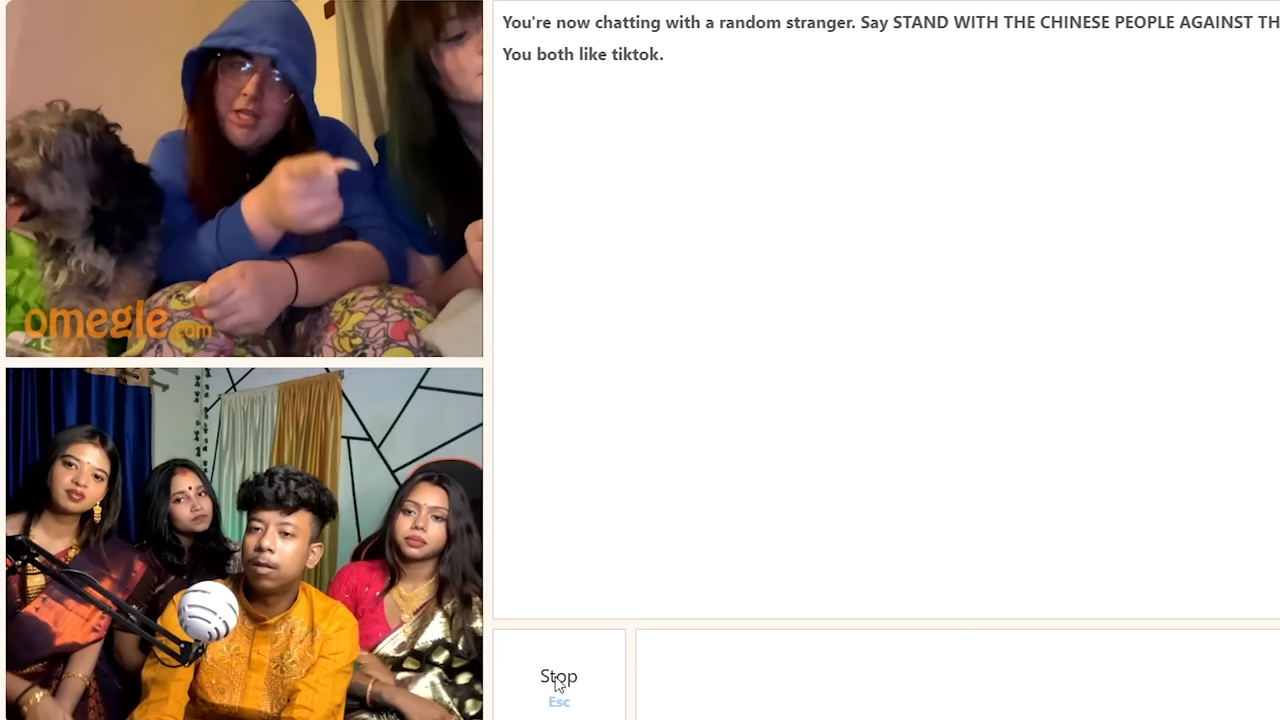 You're now chatting with a random stranger. Say STAND WITH THE CHINESE PEOPLE AGAINST TH
You both like tiktok.
omegle.com
Stop
Esc